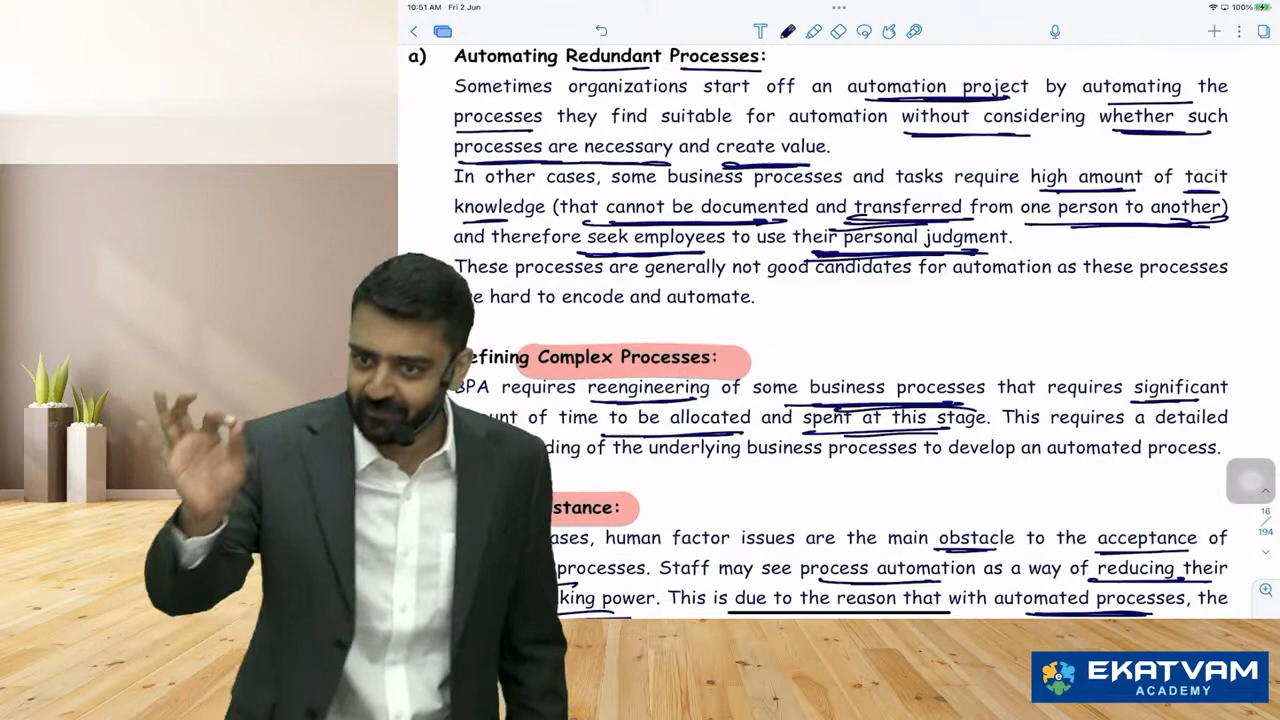 10:51 AM Fri 2 Jun
100%
a) Automating Redundant Processes:
Sometimes organizations start off an automation project by automating the
processes they find suitable for automation without considering whether such
processes are necessary and create value.
In other cases, some business processes and tasks require high amount of tacit
knowledge (that cannot be documented and transferred from one person to another)
and therefore seek employees to use their personal judgment.
These processes are generally not good candidates for automation as these processes
hard to encode and automate.
efining Complex Processes:
BPA requires reengineering of some business processes that requires significant
of time to be allocated and spent at this stage. This requires a detailed
ding of the underlying business processes to develop an automated process.
stance:
ases, human factor issues are the main obstacle to the acceptance of
processes. Staff may see process automation as a way of reducing their
king power. This is due to the reason that with automated processes, the
16
194
EKATVAM
ACADEMY